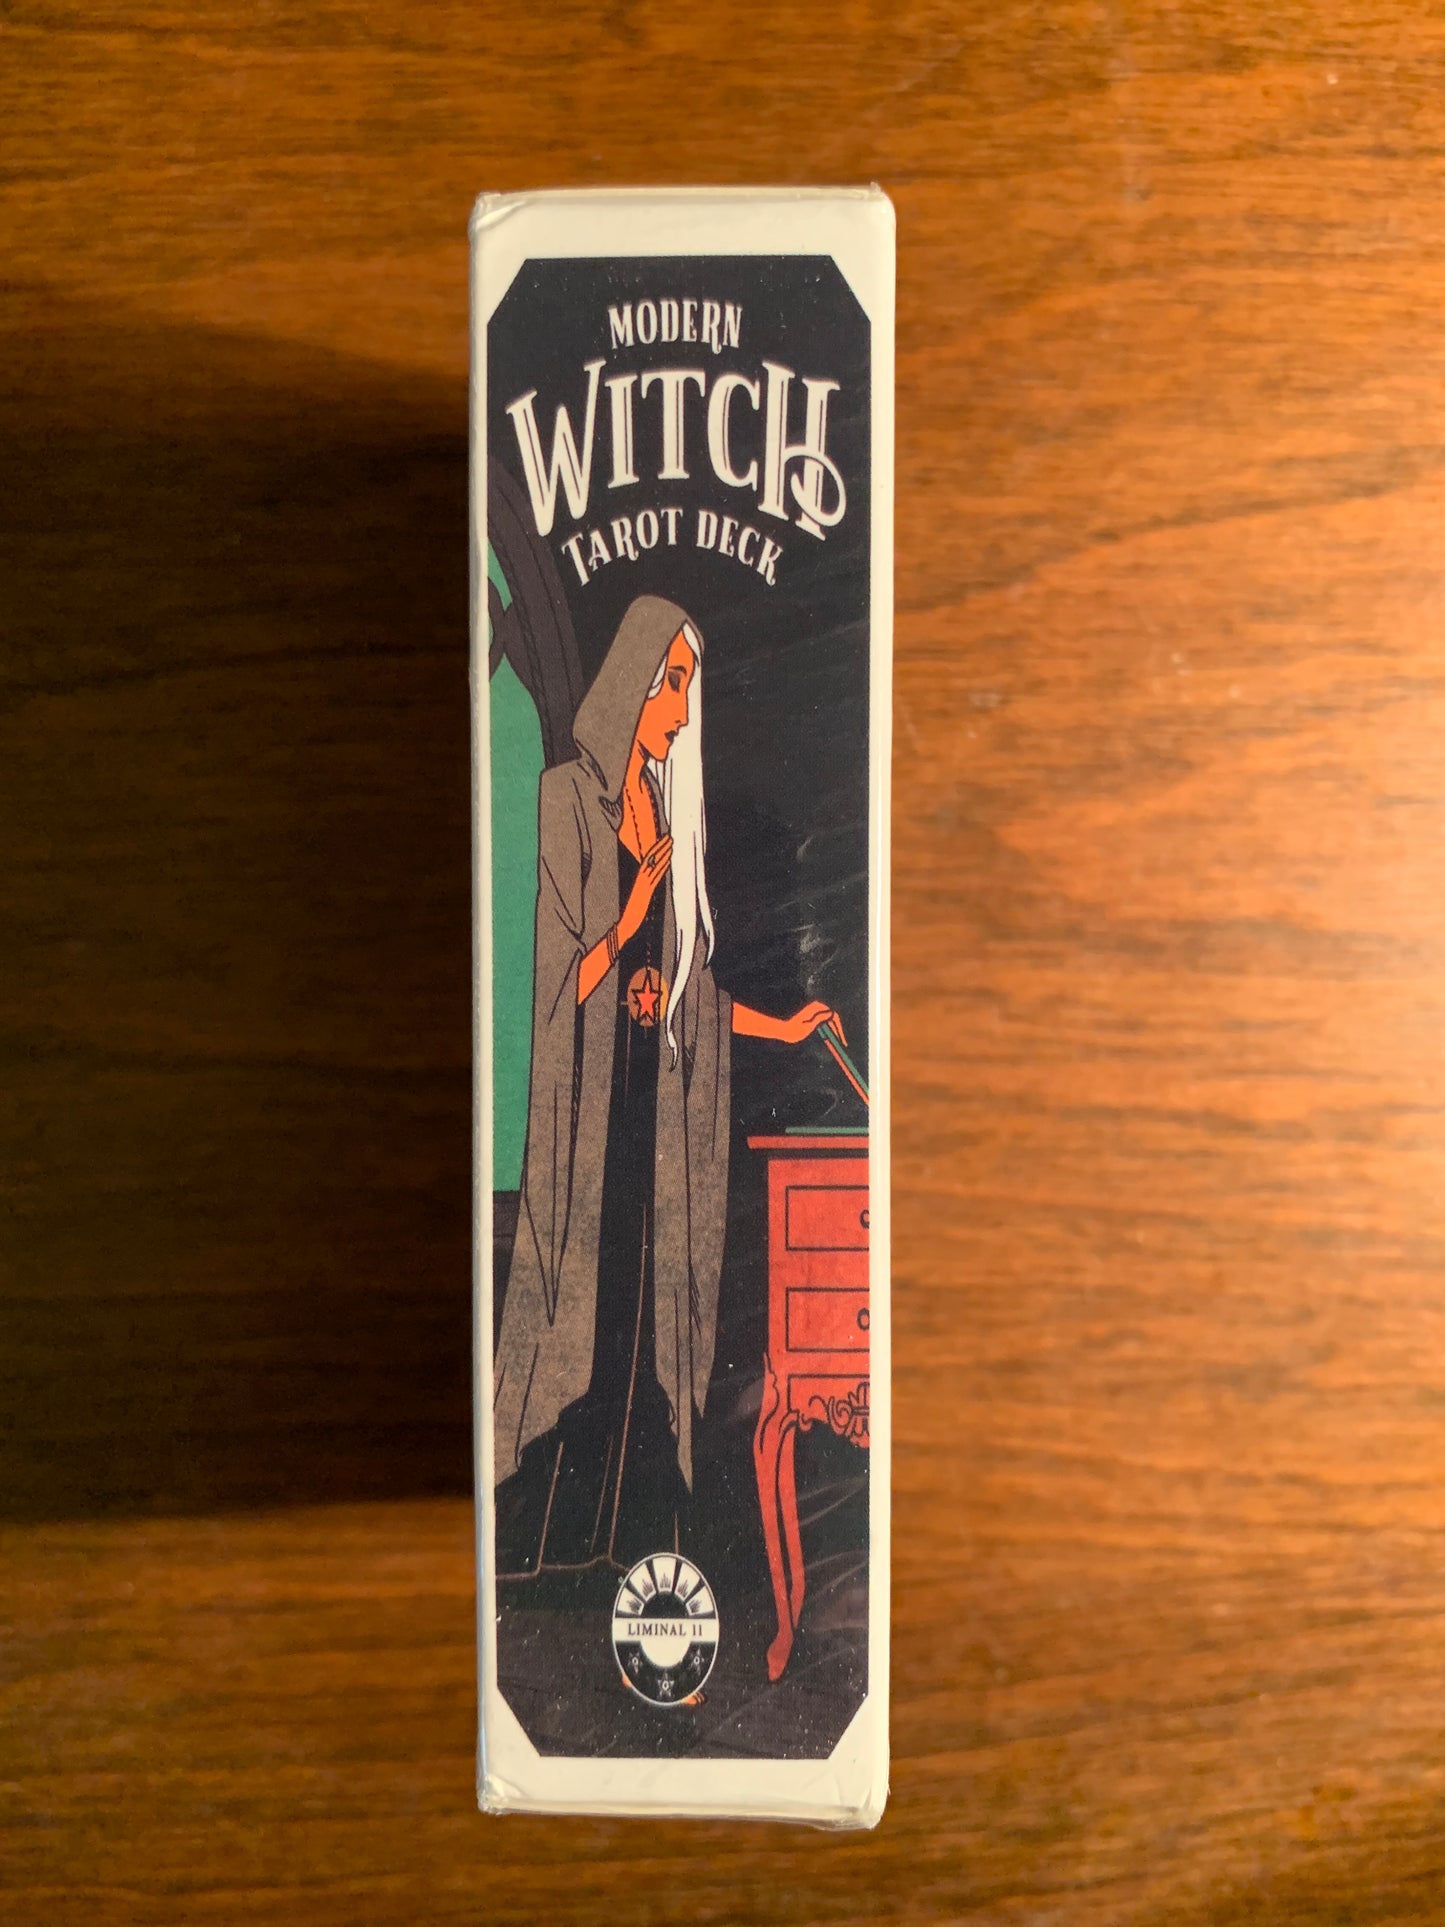 MODERN
WITCH
TAROT DECK
LIMINAL 11